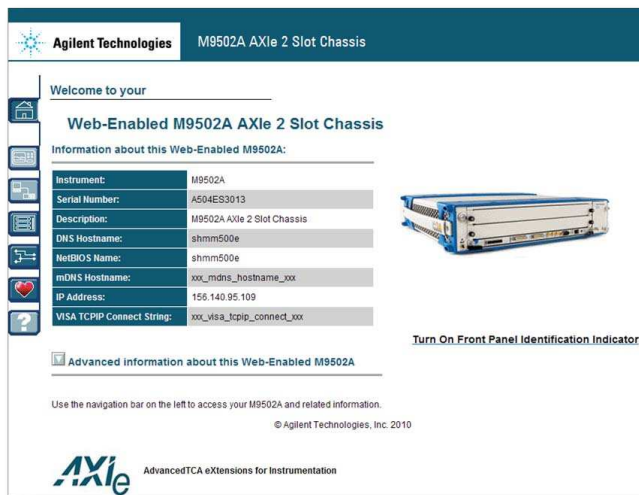 Agilent Technologies M9502A AXIe 2 Slot Chassis
Welcome to your
Web-Enabled M9502A AXIe 2 Slot Chassis
Information about this Web-Enabled M9502A:
Instrument: M9502A
Serial Number: A504ES3013
Description: M9502A AXIe 2 Slot Chassis
DNS Hostname: shmm500e
NetBIOS Name: shmm500e
mDNS Hostname: xxx_mdns_hostname_xxx
IP Address: 156.140.95.109
VISA TCPIP Connect String: xxx_visa_tcpip_connect_xxx
Turn On Front Panel Identification Indicator
Advanced information about this Web-Enabled M9502A
Use the navigation bar on the left to access your M9502A and related information.
© Agilent Technologies, Inc. 2010
AXIe AdvancedTCA eXtensions for Instrumentation